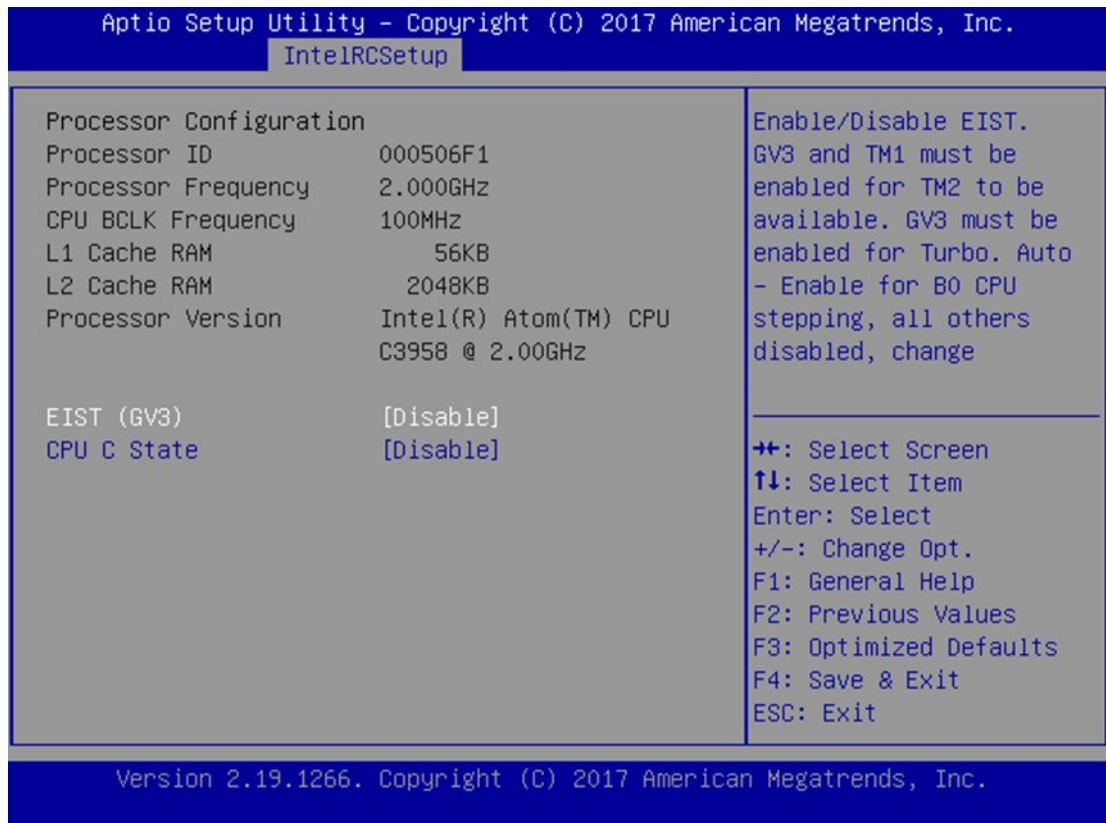 Aptio Setup Utility – Copyright (C) 2017 American Megatrends, Inc.
IntelRCSetup
Processor Configuration
Processor ID 000506F1
Processor Frequency 2.000GHz
CPU BCLK Frequency 100MHz
L1 Cache RAM 56KB
L2 Cache RAM 2048KB
Processor Version Intel(R) Atom(TM) CPU
C3958 @ 2.00GHz
EIST (GV3) [Disable]
CPU C State [Disable]
Enable/Disable EIST.
GV3 and TM1 must be
enabled for TM2 to be
available. GV3 must be
enabled for Turbo. Auto
– Enable for B0 CPU
stepping, all others
disabled, change
→←: Select Screen
↑↓: Select Item
Enter: Select
+/-: Change Opt.
F1: General Help
F2: Previous Values
F3: Optimized Defaults
F4: Save & Exit
ESC: Exit
Version 2.19.1266. Copyright (C) 2017 American Megatrends, Inc.